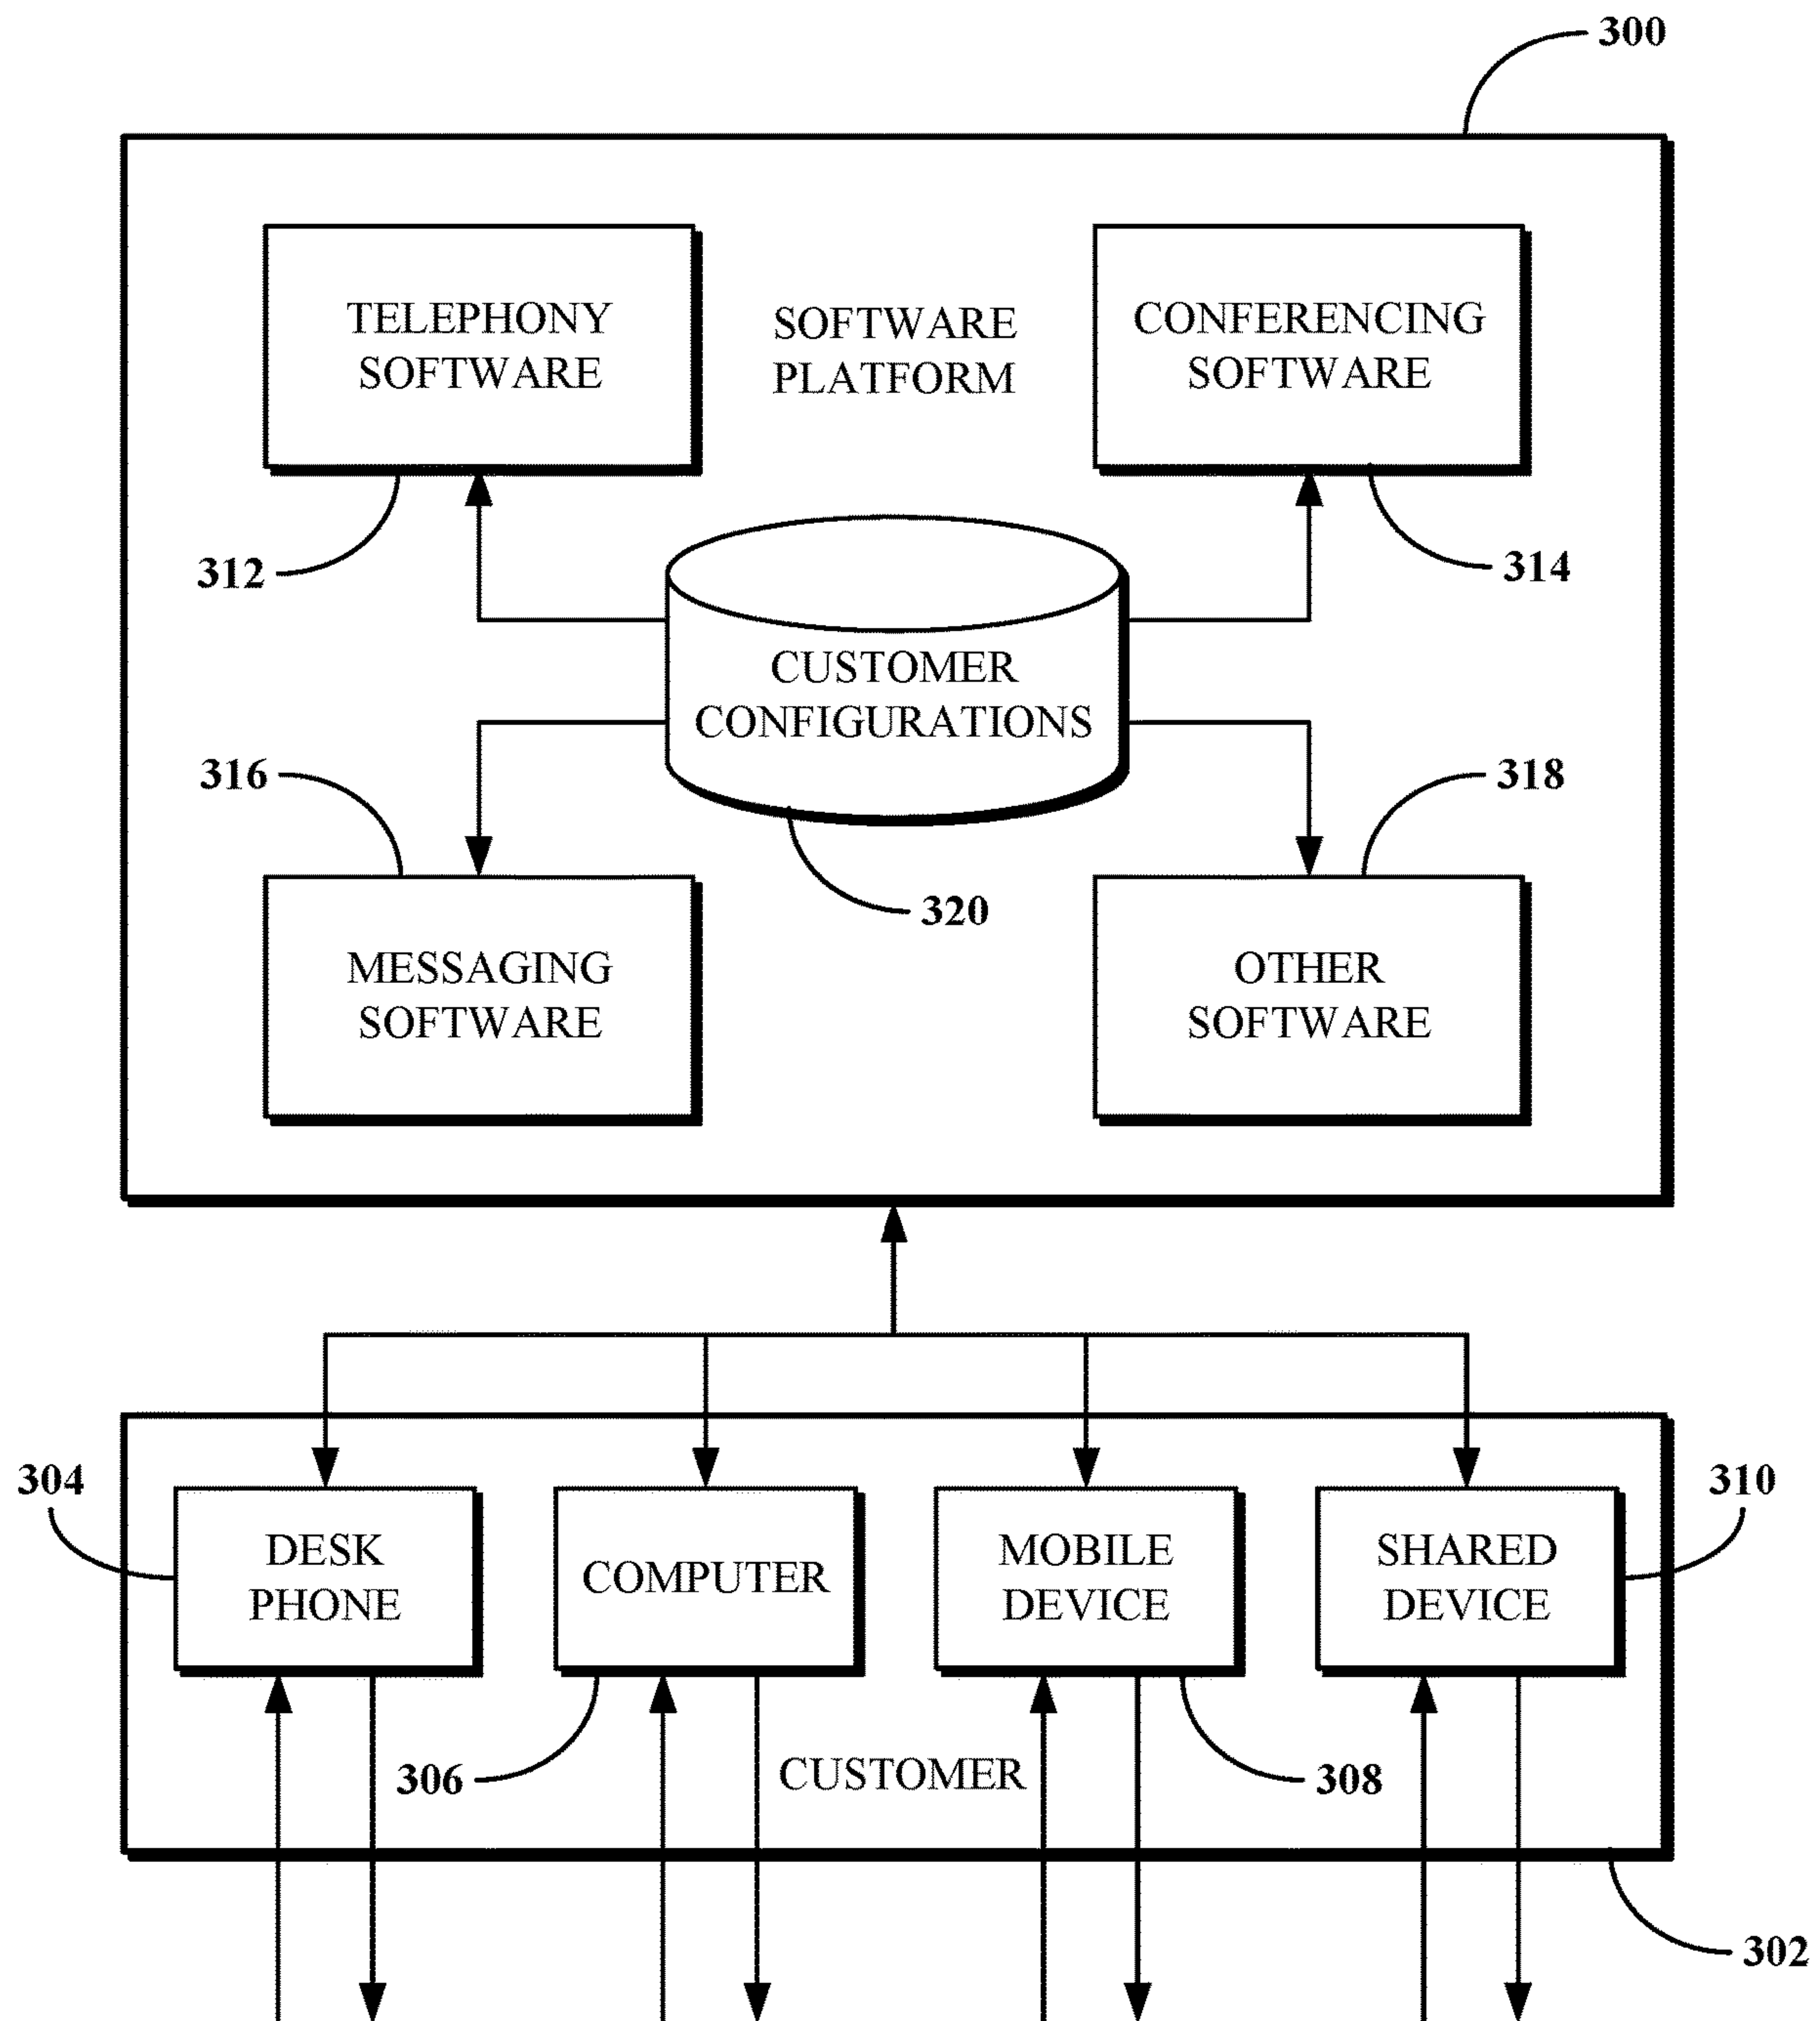 300
TELEPHONY
SOFTWARE
SOFTWARE
PLATFORM
CONFERENCING
SOFTWARE
312
314
CUSTOMER
CONFIGURATIONS
316
318
320
MESSAGING
SOFTWARE
OTHER
SOFTWARE
304
310
DESK
PHONE
COMPUTER
MOBILE
DEVICE
SHARED
DEVICE
306
CUSTOMER
308
302